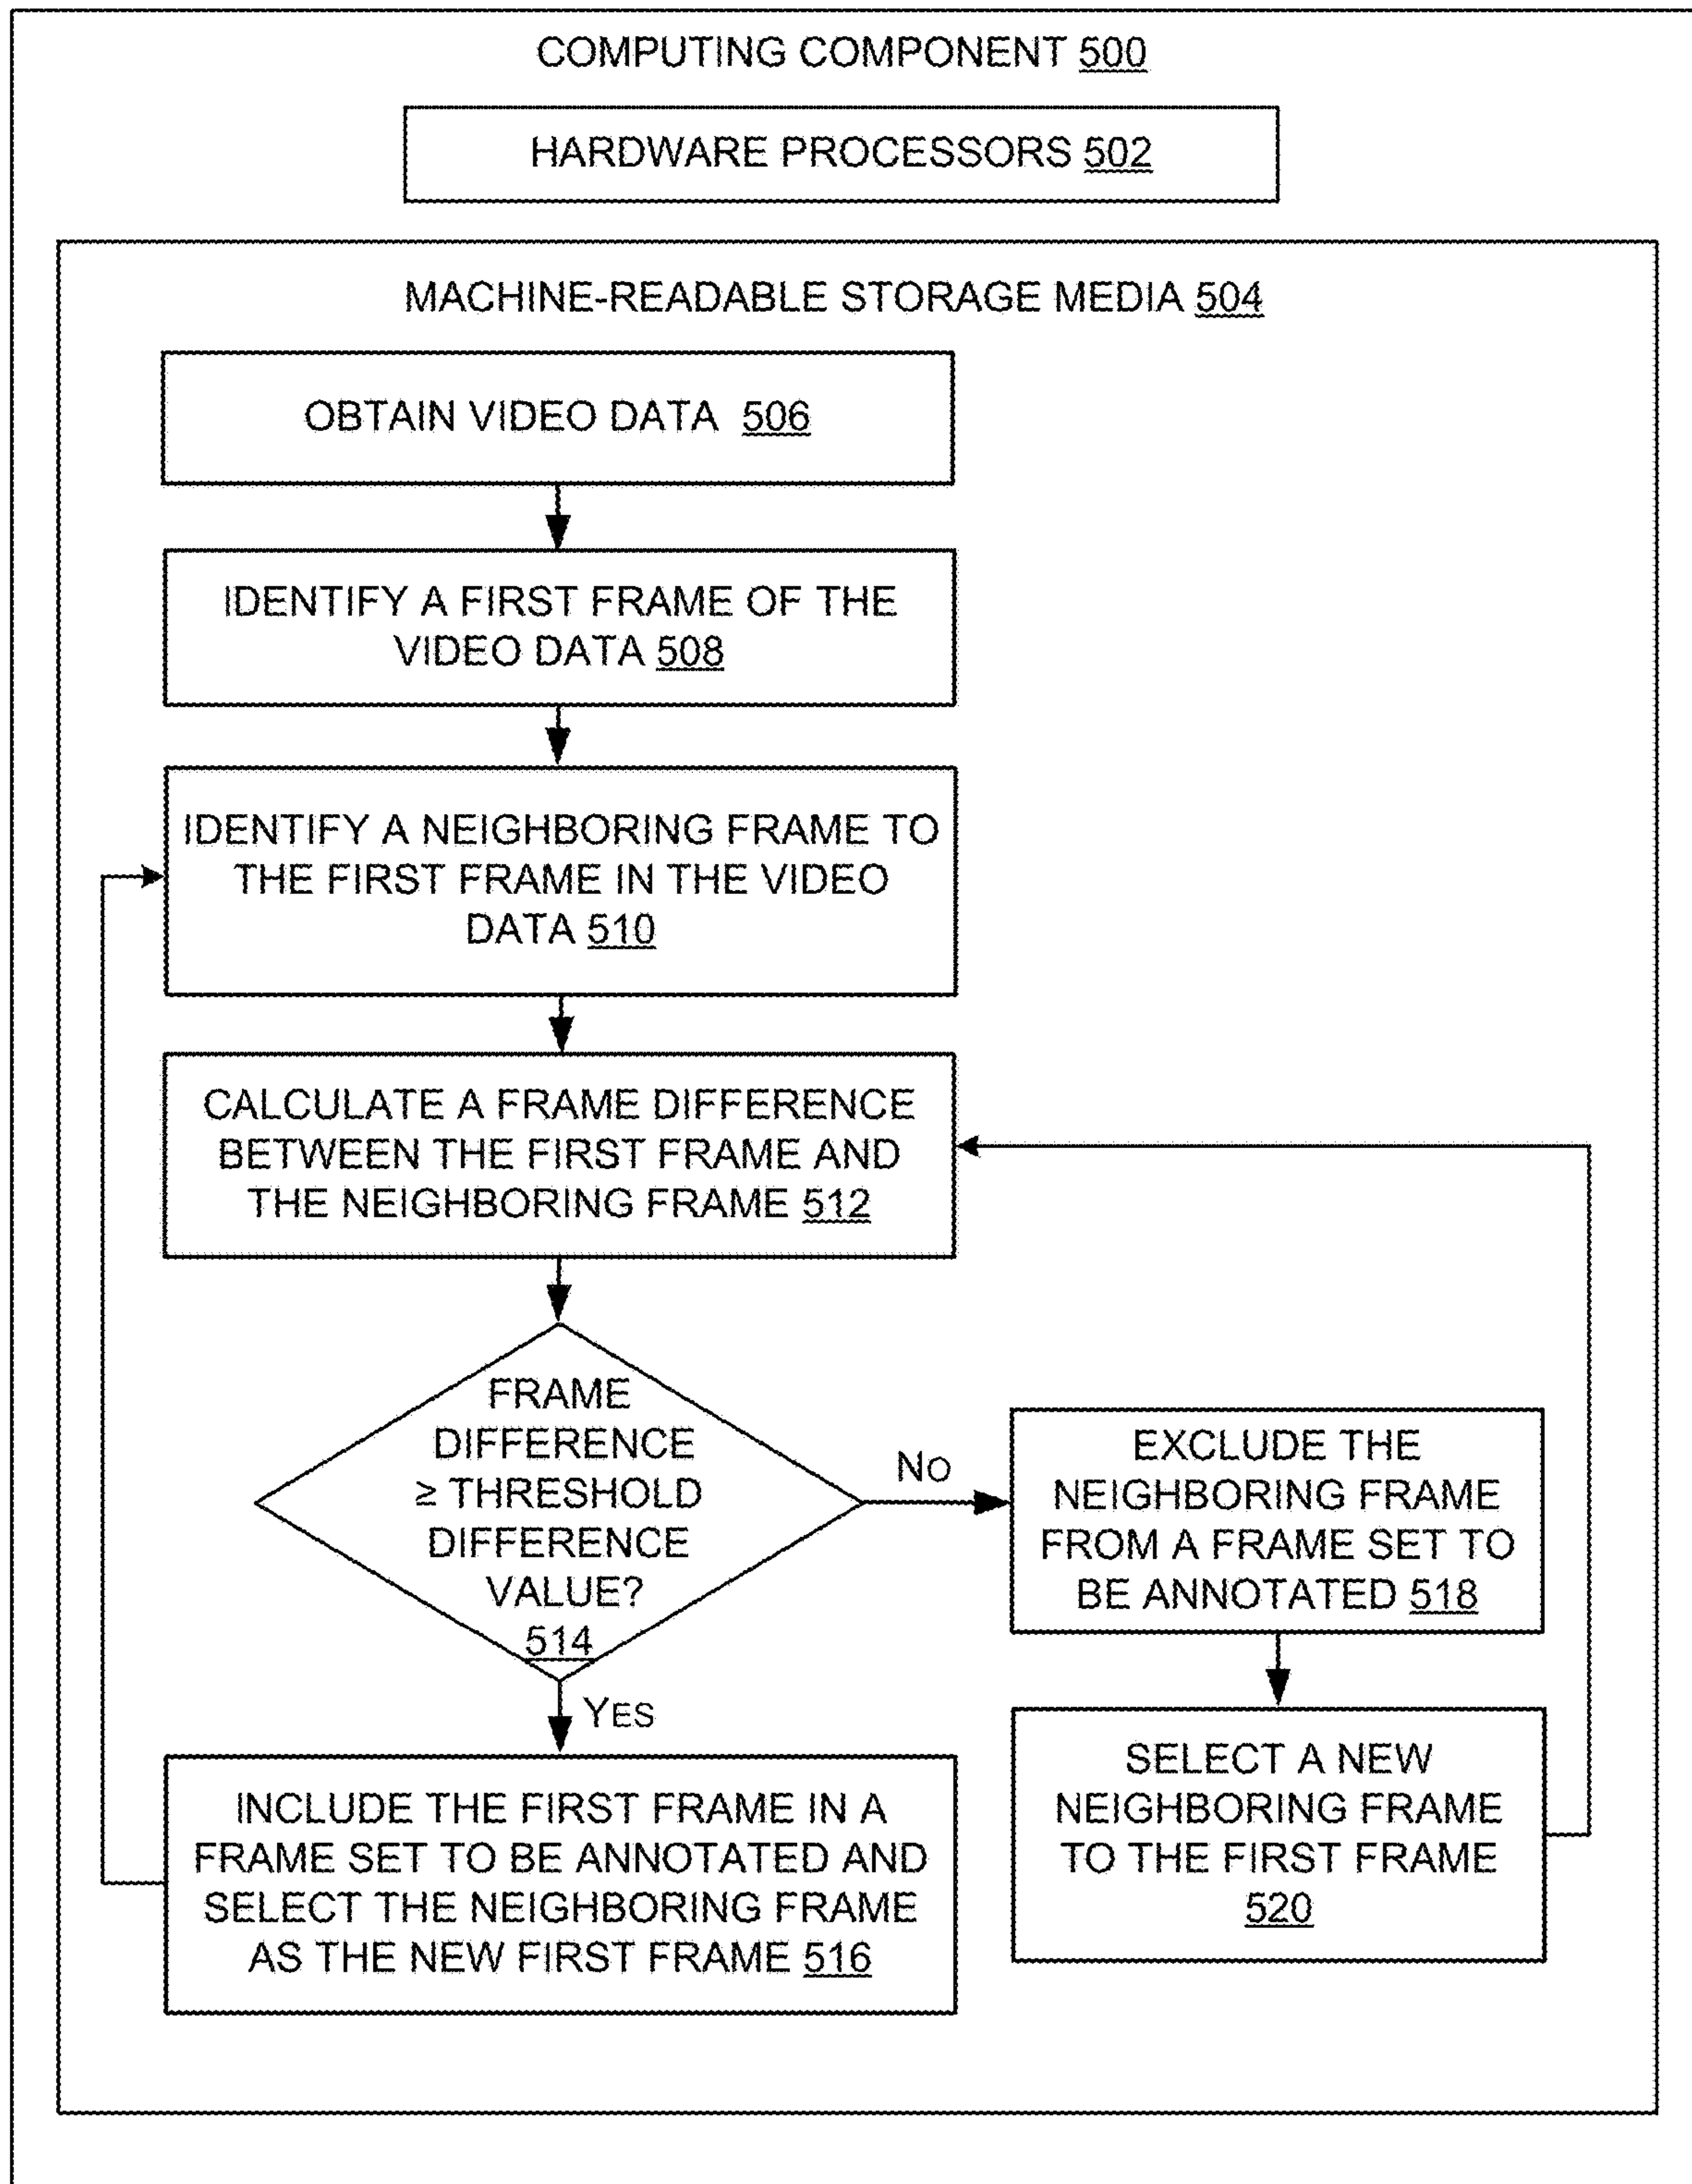 COMPUTING COMPONENT 500
HARDWARE PROCESSORS 502
MACHINE-READABLE STORAGE MEDIA 504
OBTAIN VIDEO DATA 506
IDENTIFY A FIRST FRAME OF THE
VIDEO DATA 508
IDENTIFY A NEIGHBORING FRAME TO
THE FIRST FRAME IN THE VIDEO
DATA 510
CALCULATE A FRAME DIFFERENCE
BETWEEN THE FIRST FRAME AND
THE NEIGHBORING FRAME 512
FRAME
DIFFERENCE
≥ THRESHOLD
DIFFERENCE
VALUE?
514
NO
EXCLUDE THE
NEIGHBORING FRAME
FROM A FRAME SET TO
BE ANNOTATED 518
YES
INCLUDE THE FIRST FRAME IN A
FRAME SET TO BE ANNOTATED AND
SELECT THE NEIGHBORING FRAME
AS THE NEW FIRST FRAME 516
SELECT A NEW
NEIGHBORING FRAME
TO THE FIRST FRAME
520